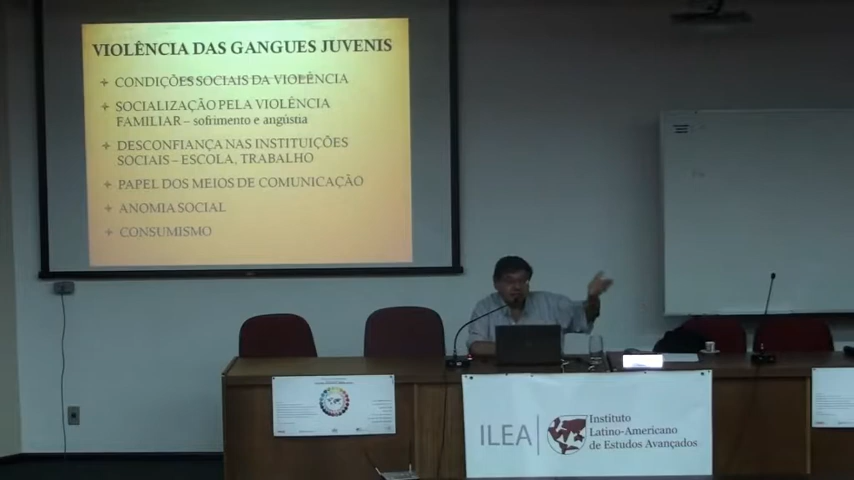 VIOLÊNCIA DAS GANGUES JUVENIS
CONDIÇÕES SOCIAIS DA VIOLÊNCIA
SOCIALIZAÇÃO PELA VIOLÊNCIA
FAMILIAR – sofrimento e angústia
DESCONFIANÇA NAS INSTITUIÇÕES
SOCIAIS – ESCOLA, TRABALHO
PAPEL DOS MEIOS DE COMUNICAÇÃO
ANOMIA SOCIAL
CONSUMISMO
ILEA
Instituto
Latino-Americano
de Estudos Avançados